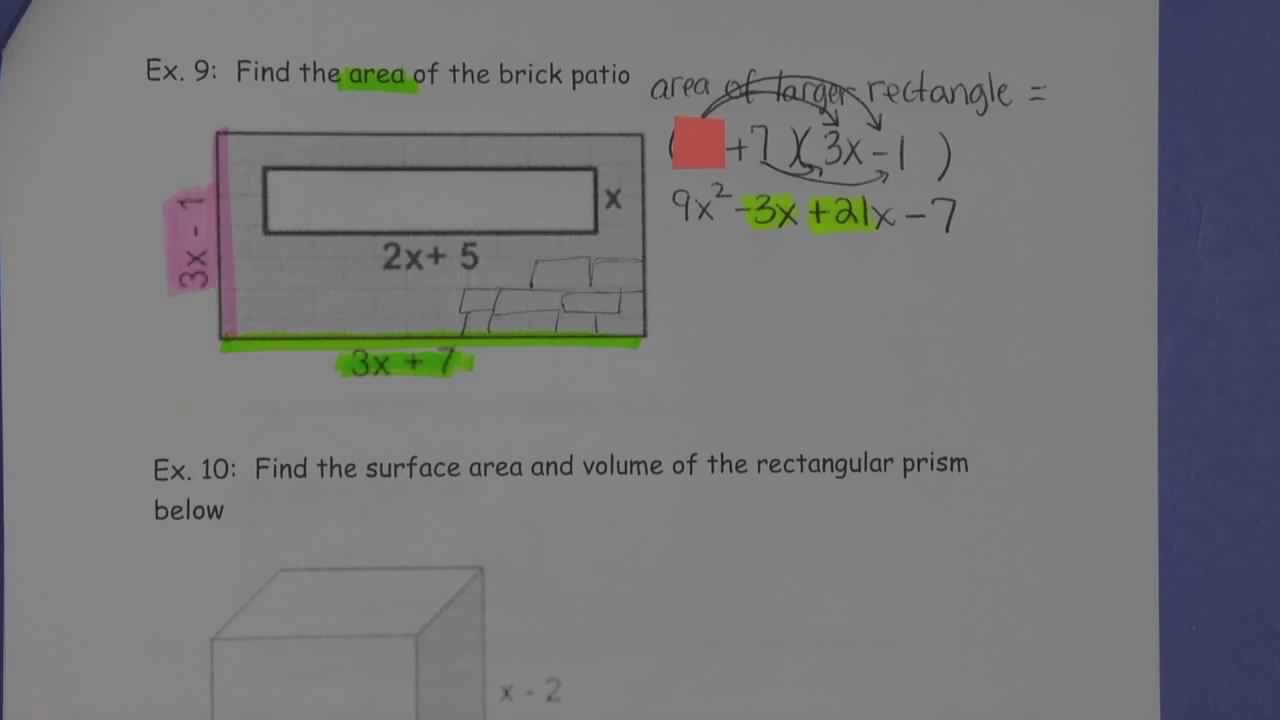 Ex. 9: Find the area of the brick patio
area of larger rectangle =
( +7)(3x-1)
9x²-3x+21x-7
3x - 1
x
2x+ 5
3x + 7
Ex. 10: Find the surface area and volume of the rectangular prism
below
x - 2